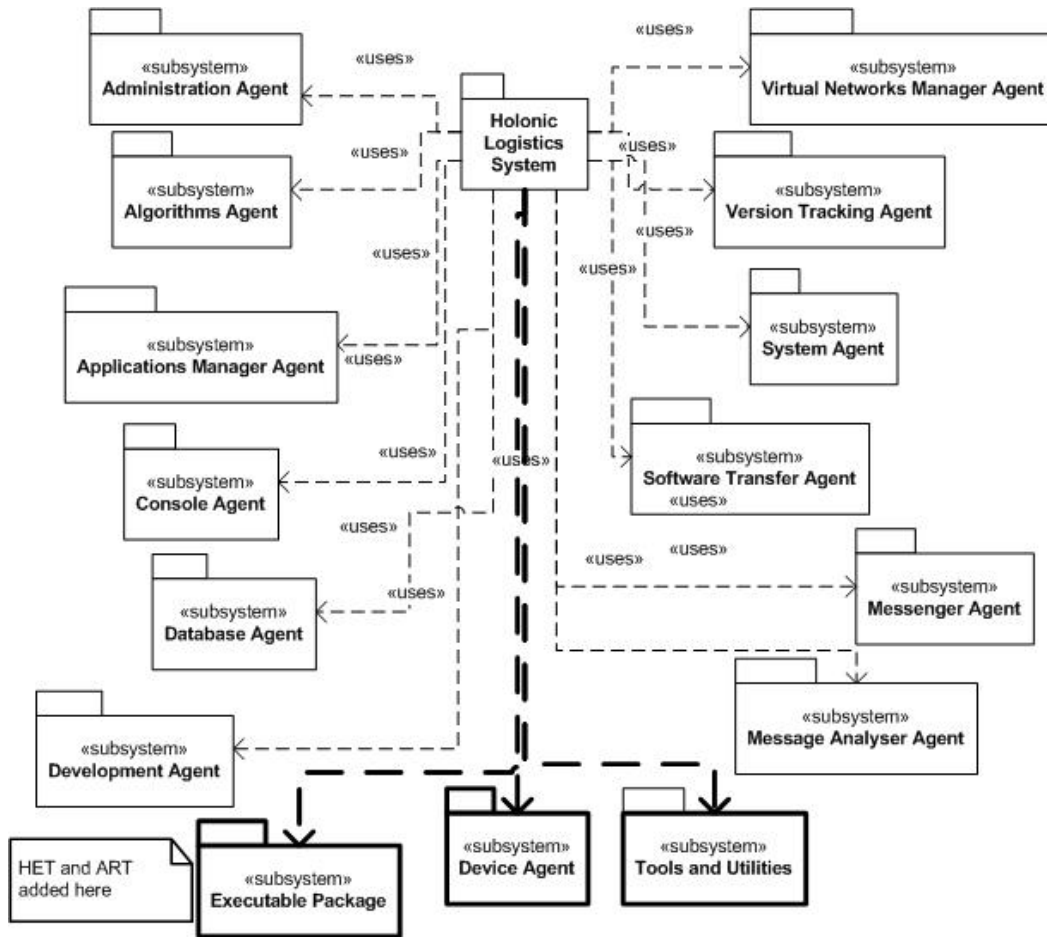 «uses»
«uses»
«subsystem»
Administration Agent
Holonic
Logistics
System
«subsystem»
Virtual Networks Manager Agent
«uses»
«uses»
«subsystem»
Algorithms Agent
«subsystem»
Version Tracking Agent
«uses»
«uses»
«uses»
«subsystem»
Applications Manager Agent
«uses»
«subsystem»
System Agent
«uses»
«uses»
«subsystem»
Console Agent
«subsystem»
Software Transfer Agent
«uses»
«uses»
«uses»
«uses»
«uses»
«subsystem»
Database Agent
«subsystem»
Messenger Agent
«subsystem»
Message Analyser Agent
«subsystem»
Development Agent
HET and ART
added here
«subsystem»
Executable Package
«subsystem»
Device Agent
«subsystem»
Tools and Utilities